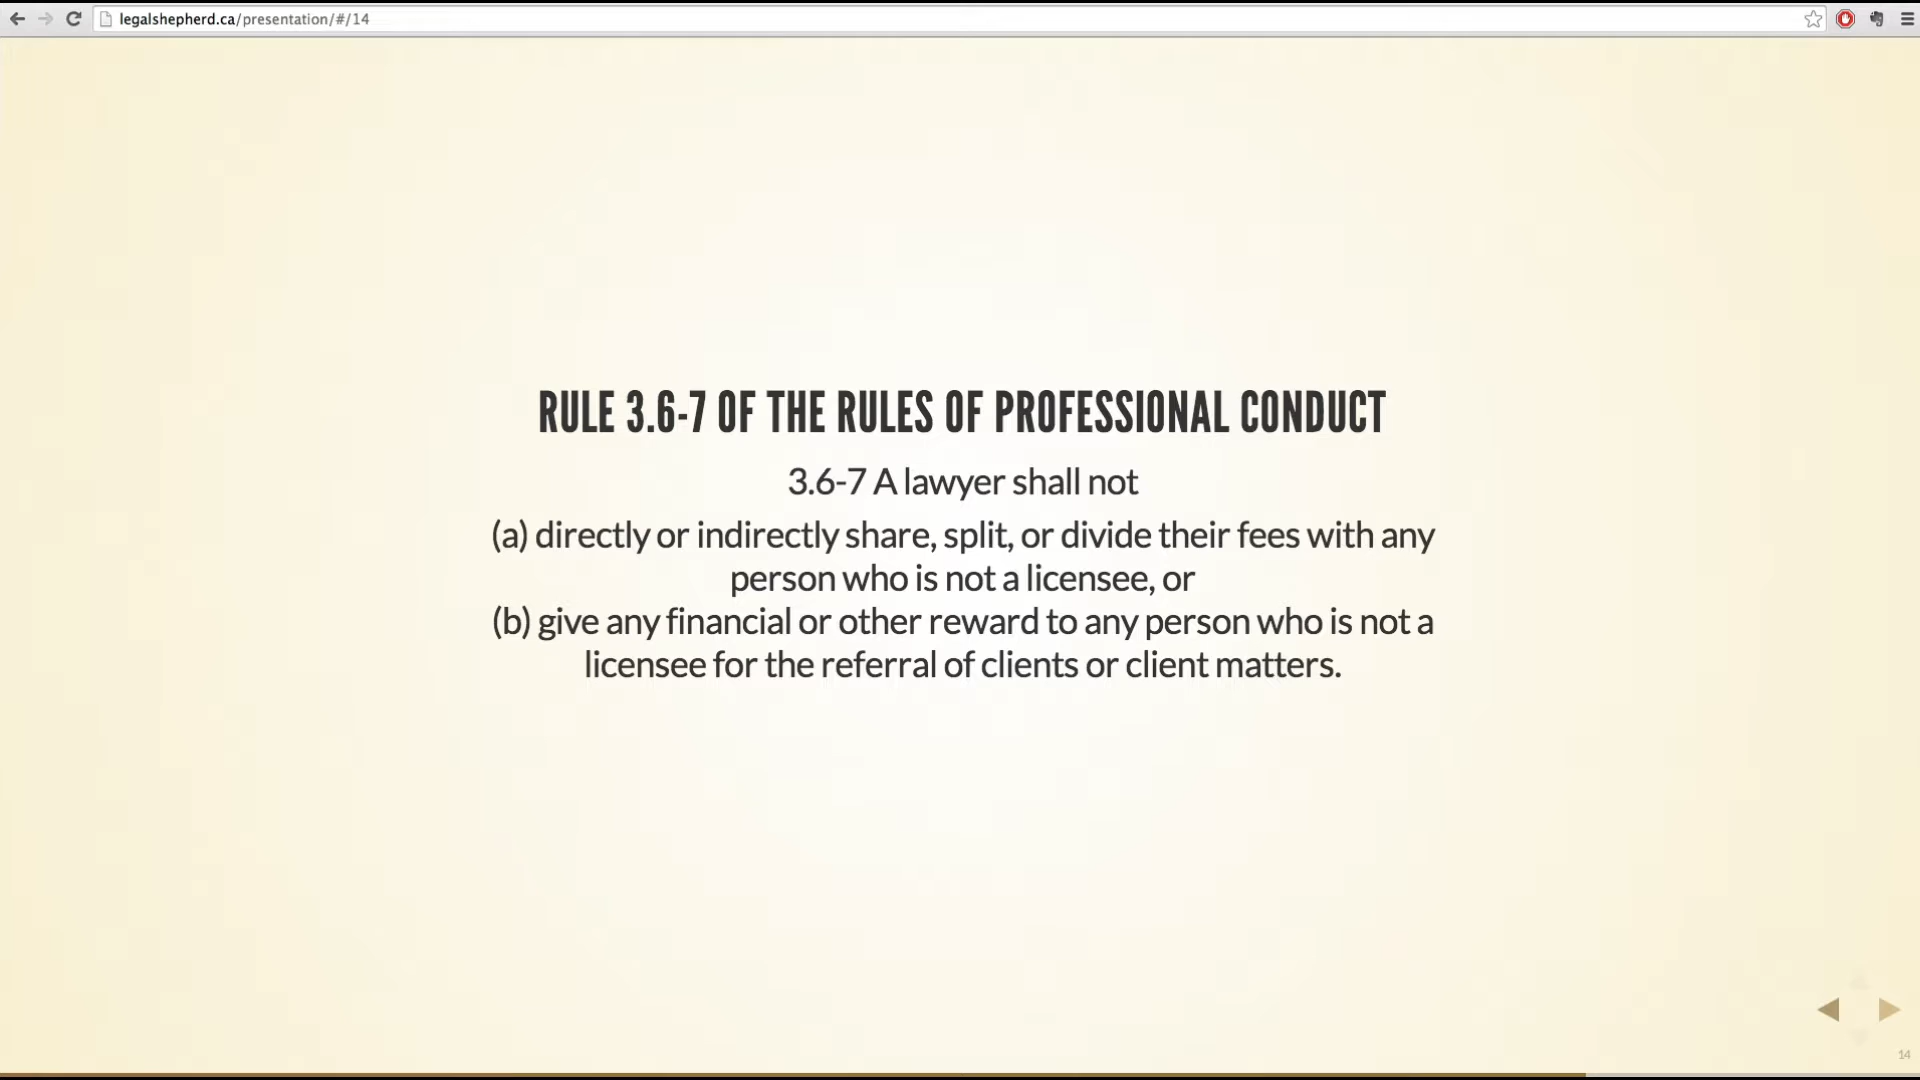 legalshepherd.ca/presentation/#/14
RULE 3.6-7 OF THE RULES OF PROFESSIONAL CONDUCT
3.6-7 A lawyer shall not
(a) directly or indirectly share, split, or divide their fees with any
person who is not a licensee, or
(b) give any financial or other reward to any person who is not a
licensee for the referral of clients or client matters.
14